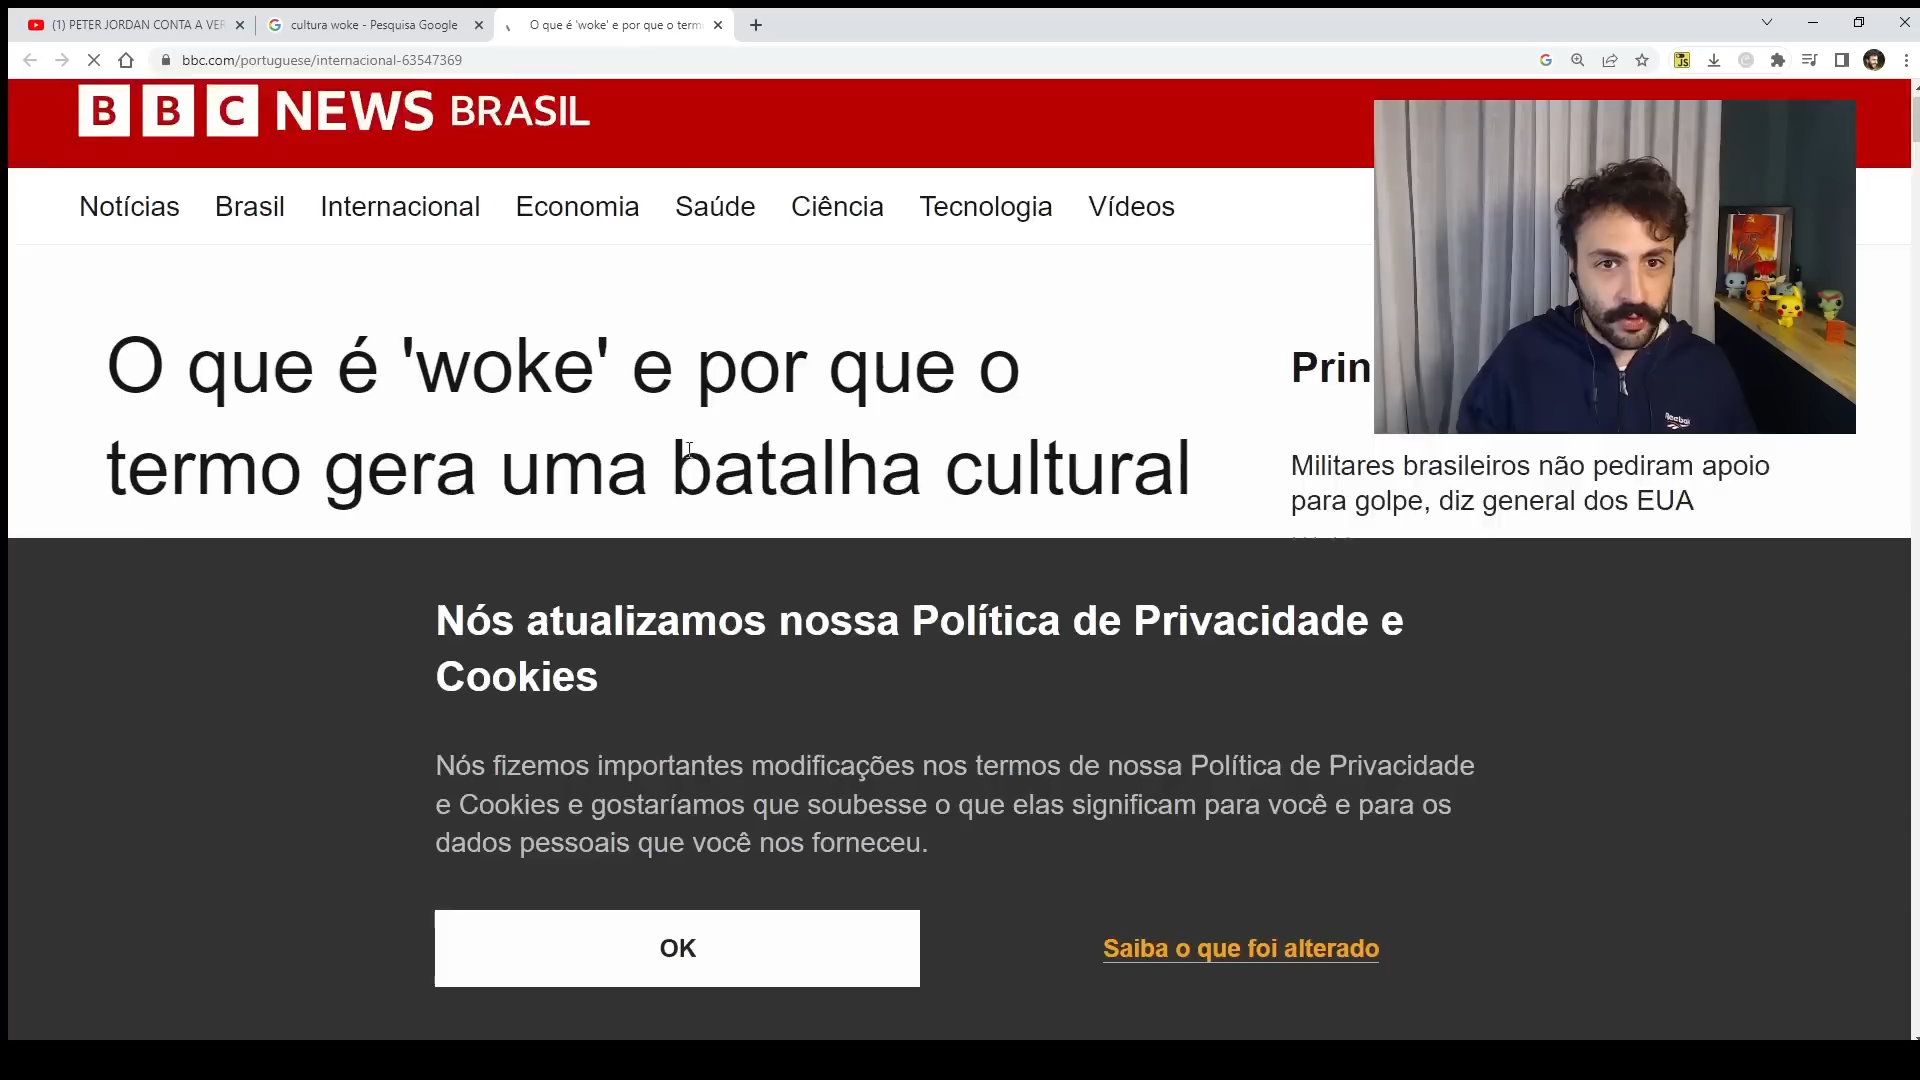 (1) PETER JORDAN CONTA A VER
cultura woke - Pesquisa Google
O que é 'woke' e por que o term
bbc.com/portuguese/internacional-63547369
BBC NEWS BRASIL
Notícias Brasil Internacional Economia Saúde Ciência Tecnologia Vídeos
O que é 'woke' e por que o
termo gera uma batalha cultural
Prin
Reebok
Militares brasileiros não pediram apoio
para golpe, diz general dos EUA
Nós atualizamos nossa Política de Privacidade e
Cookies
Nós fizemos importantes modificações nos termos de nossa Política de Privacidade
e Cookies e gostaríamos que soubesse o que elas significam para você e para os
dados pessoais que você nos forneceu.
OK
Saiba o que foi alterado